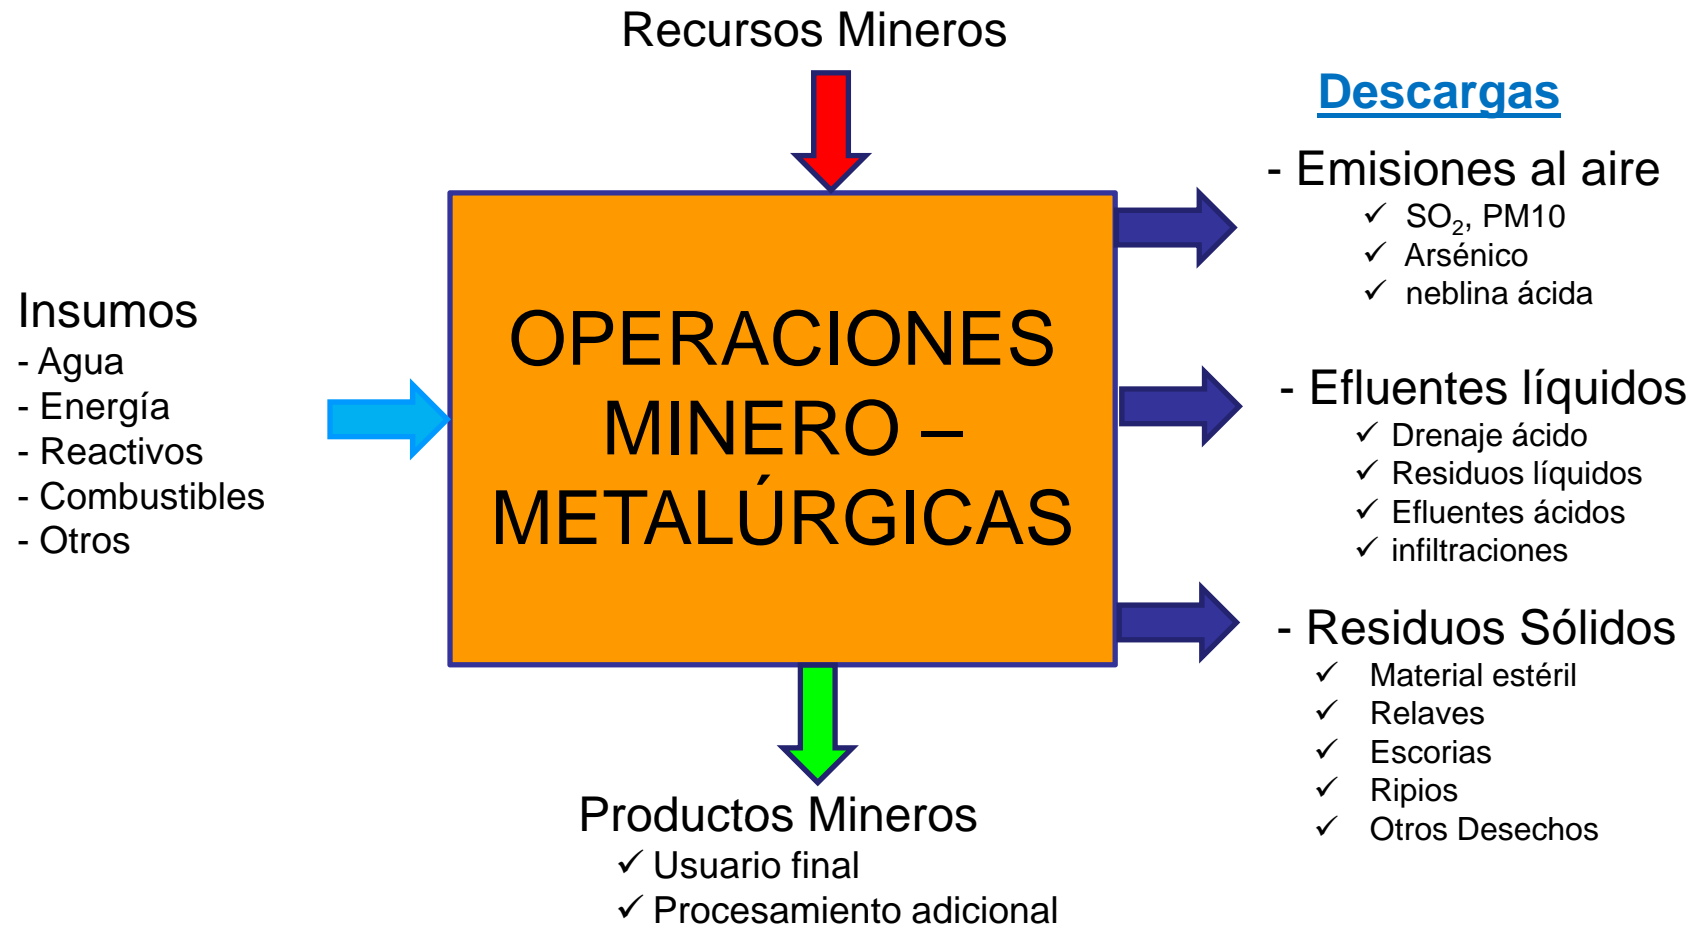 Recursos Mineros
Descargas
- Emisiones al aire
✓ SO₂, PM10
✓ Arsénico
✓ neblina ácida
Insumos
- Agua
- Energía
- Reactivos
- Combustibles
- Otros
OPERACIONES
MINERO –
METALÚRGICAS
- Efluentes líquidos
✓ Drenaje ácido
✓ Residuos líquidos
✓ Efluentes ácidos
✓ infiltraciones
- Residuos Sólidos
✓ Material estéril
✓ Relaves
✓ Escorias
✓ Ripios
✓ Otros Desechos
Productos Mineros
✓ Usuario final
✓ Procesamiento adicional